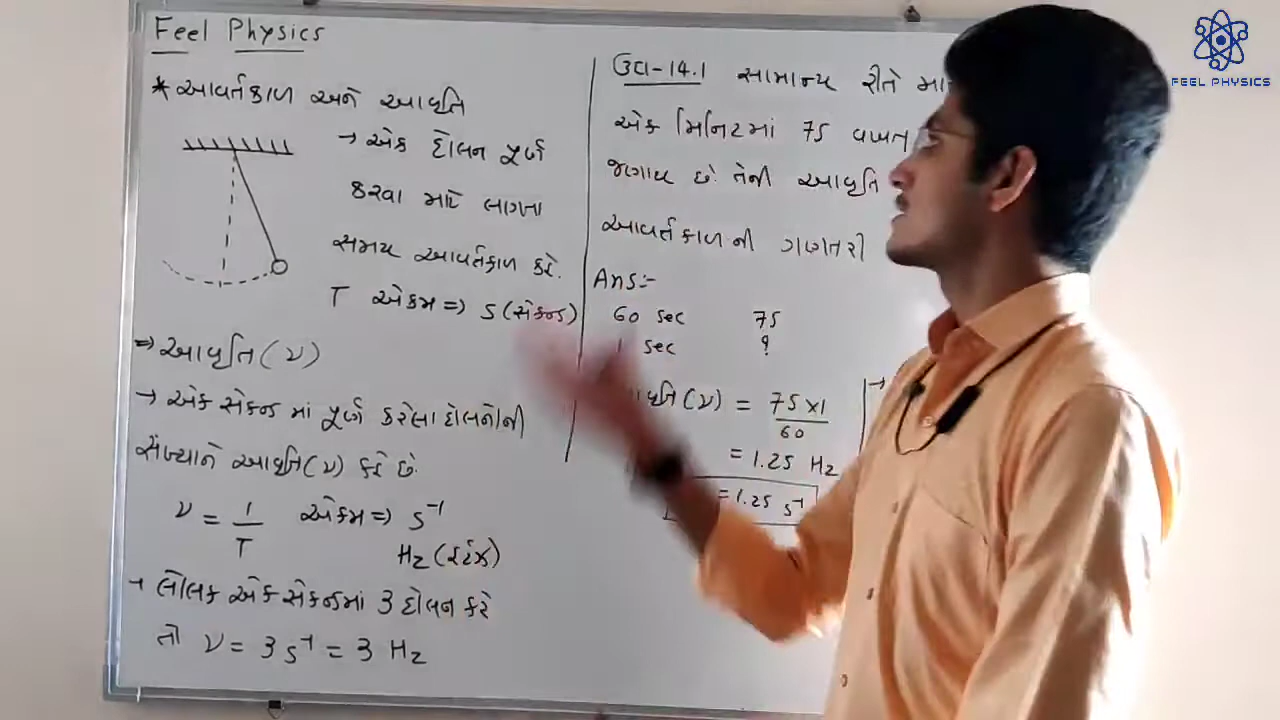 Feel Physics
* આવર્તકાળ અને આવૃતિ
→ એક દોલન પૂર્ણ
કરવા માટે લાગતા
સમય આવર્તકાળ કહે.
T એકમ => S (સેકન્ડ)
=> આવૃતિ (ν)
→ એક સેકન્ડ માં પૂર્ણ કરેલા દોલનોની
સંખ્યાને આવૃતિ (ν) કહે છે.
ν = 1/T એકમ => s⁻¹
Hz (હર્ટઝ)
→ લોલક એક સેકન્ડમાં 3 દોલન કરે
તો ν = 3 s⁻¹ = 3 Hz
ઉદા-14.1 સામાન્ય રીતે
એક મિનિટમાં 75 વખત
જણાય છે. તેની આવૃતિ
આવર્તકાળ ની ગણતરી
Ans:-
60 sec 75
1 sec ?
(ν) = 75×1/60
= 1.25 Hz
= 1.25 s⁻¹
FEEL PHYSICS